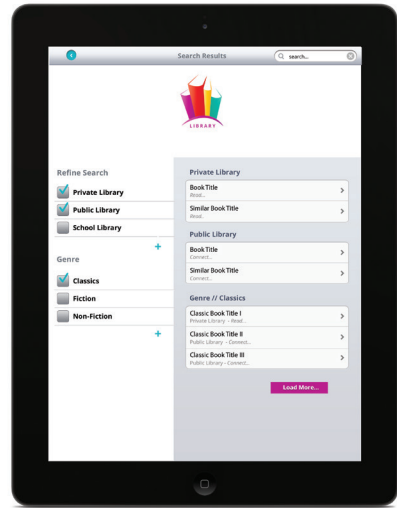 Search Results
search...
LIBRARY
Refine Search
Private Library
Public Library
School Library
+
Genre
Classics
Fiction
Non-Fiction
+
Private Library
Book Title
Read...
Similar Book Title
Read..
Public Library
Book Title
Connect...
Similar Book Title
Connect...
Genre // Classics
Classic Book Title I
Private Library - Read...
Classic Book Title II
Public Library - Connect...
Classic Book Title III
Public Library - Connect...
Load More...